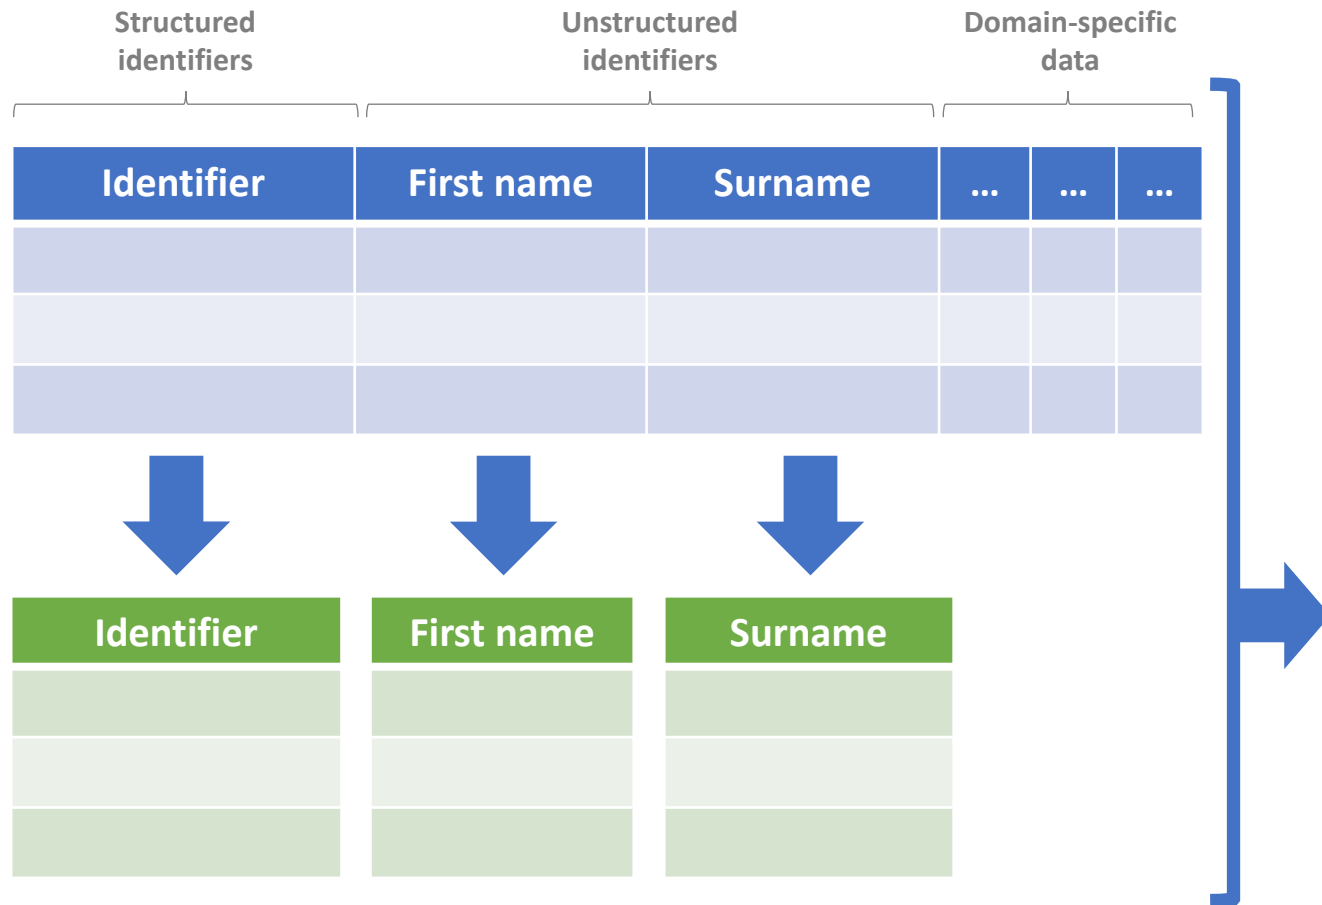 Structured
identifiers
Unstructured
identifiers
Domain-specific
data
Identifier
First name
Surname
...
...
...
Identifier
First name
Surname